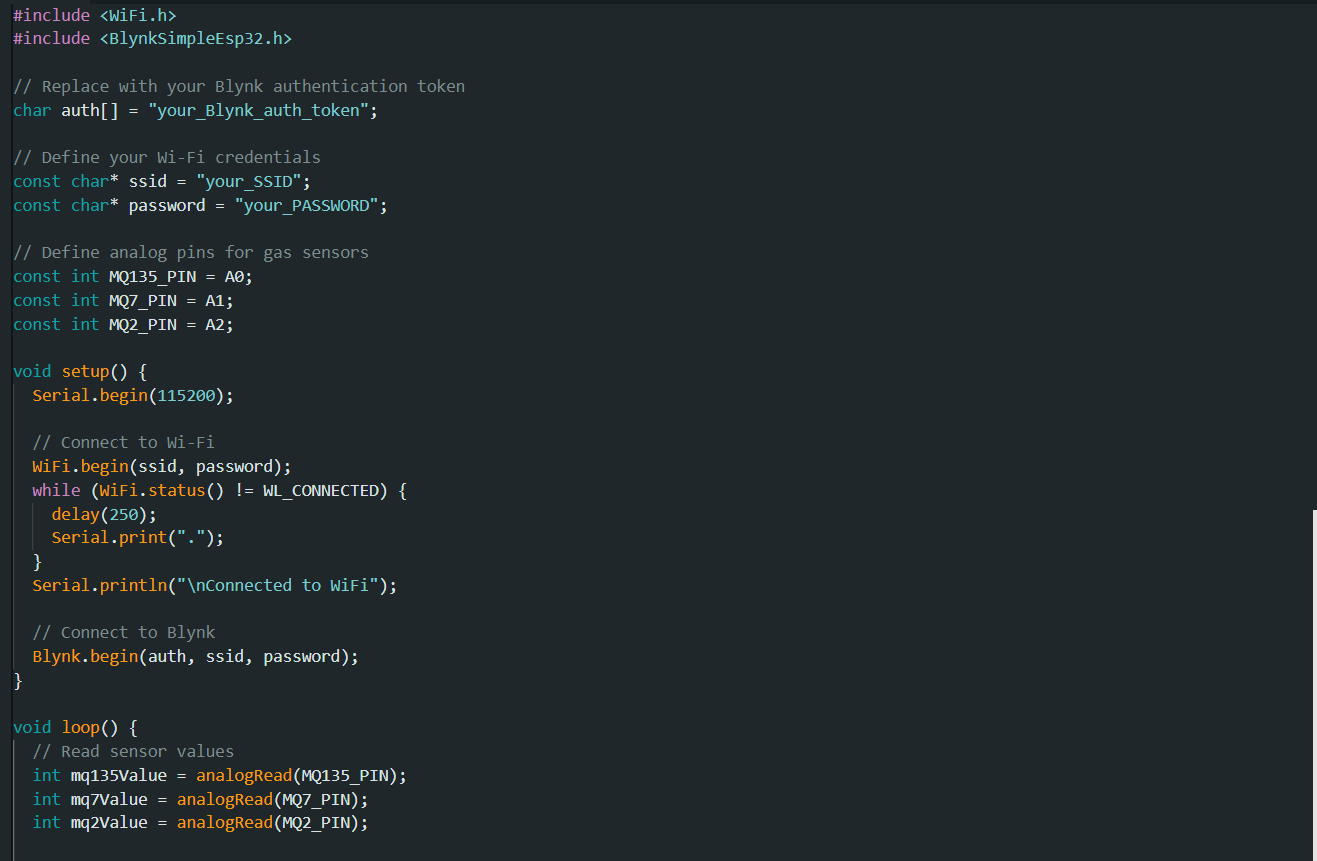 #include <WiFi.h>
#include <BlynkSimpleEsp32.h>
// Replace with your Blynk authentication token
char auth[] = "your_Blynk_auth_token";
// Define your Wi-Fi credentials
const char* ssid = "your_SSID";
const char* password = "your_PASSWORD";
// Define analog pins for gas sensors
const int MQ135_PIN = A0;
const int MQ7_PIN = A1;
const int MQ2_PIN = A2;
void setup() {
  Serial.begin(115200);
  // Connect to Wi-Fi
  WiFi.begin(ssid, password);
  while (WiFi.status() != WL_CONNECTED) {
    delay(250);
    Serial.print(".");
  }
  Serial.println("\nConnected to WiFi");
  // Connect to Blynk
  Blynk.begin(auth, ssid, password);
}
void loop() {
  // Read sensor values
  int mq135Value = analogRead(MQ135_PIN);
  int mq7Value = analogRead(MQ7_PIN);
  int mq2Value = analogRead(MQ2_PIN);